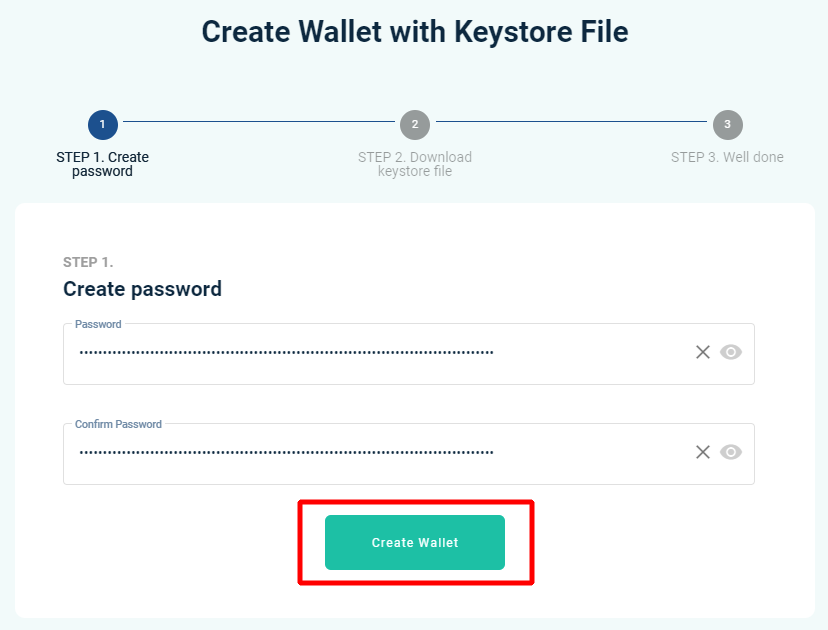 Create Wallet with Keystore File
1
2
3
STEP 1. Create
password
STEP 2. Download
keystore file
STEP 3. Well done
STEP 1.
Create password
Password
Confirm Password
Create Wallet